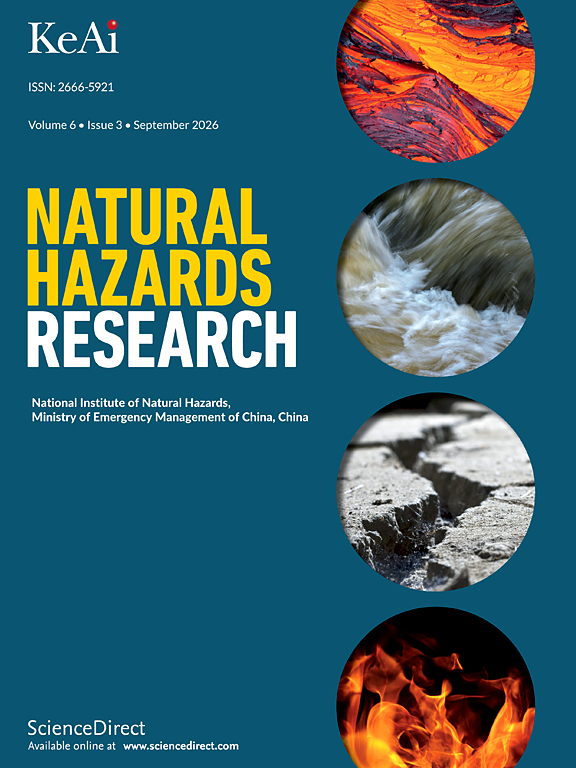 KeAi
ISSN: 2666-5921
Volume 6 • Issue 3 • September 2026
NATURAL
HAZARDS
RESEARCH
National Institute of Natural Hazards,
Ministry of Emergency Management of China, China
ScienceDirect
Available online at www.sciencedirect.com